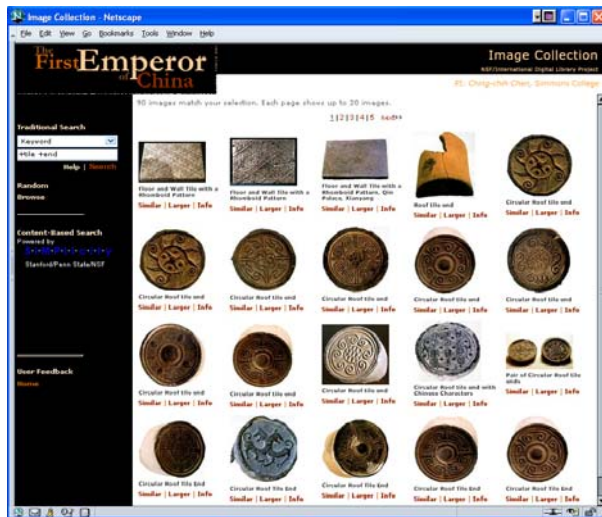 Image Collection - Netscape
File Edit View Go Bookmarks Tools Window Help
The
First Emperor
of China
Image Collection
NSF/International Digital Library Project
PI: Ching-chih Chen, Simmons College
90 images match your selection. Each page shows up to 20 images.
1|2|3|4|5 next>>
Traditional Search
Keyword
+tile +end
Help | Search
Random
Browse
Content-Based Search
Powered by
SIMPLIcity
Stanford/Penn State/NSF
User Feedback
Home
Floor and Wall Tile with a
Rhomboid Pattern
Similar | Larger | Info
Floor and Wall Tile with a
Rhomboid Pattern
Similar | Larger | Info
Floor and Wall Tile with a
Rhomboid Pattern, Qin
Palace, Xianyang
Similar | Larger | Info
Roof tile end
Similar | Larger | Info
Circular Roof tile end
Similar | Larger | Info
Circular Roof tile end
Similar | Larger | Info
Circular Roof tile end
Similar | Larger | Info
Circular Roof tile end
Similar | Larger | Info
Circular Roof tile end
Similar | Larger | Info
Circular Roof tile end
Similar | Larger | Info
Circular Roof tile end
Similar | Larger | Info
Circular Roof tile end
Similar | Larger | Info
Circular Roof tile end
Similar | Larger | Info
Circular Roof tile end with
Chinese Characters
Similar | Larger | Info
Pair of Circular Roof tile
ends
Similar | Larger | Info
Circular Roof Tile End
Similar | Larger | Info
Circular Roof Tile End
Similar | Larger | Info
Circular Roof Tile End
Similar | Larger | Info
Circular Roof Tile End
Similar | Larger | Info
Circular Roof Tile End
Similar | Larger | Info